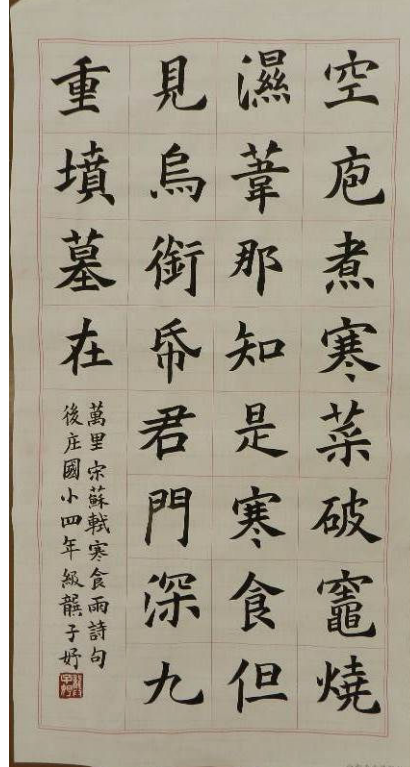 空庖煮寒菜破竈燒
濕葦那知是寒食但
見烏銜帋君門深九
重墳墓在
萬里 宋蘇軾寒食雨詩句
後庄國小四年級龔子妤